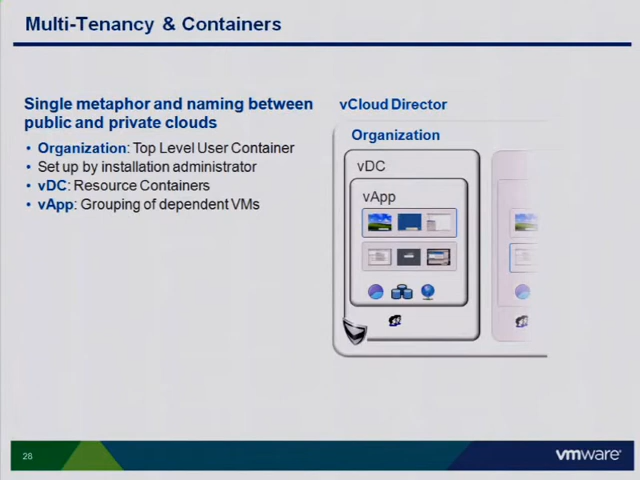 Multi-Tenancy & Containers
Single metaphor and naming between
public and private clouds
• Organization: Top Level User Container
• Set up by installation administrator
• vDC: Resource Containers
• vApp: Grouping of dependent VMs
vCloud Director
Organization
vDC
vApp
28
vmware®